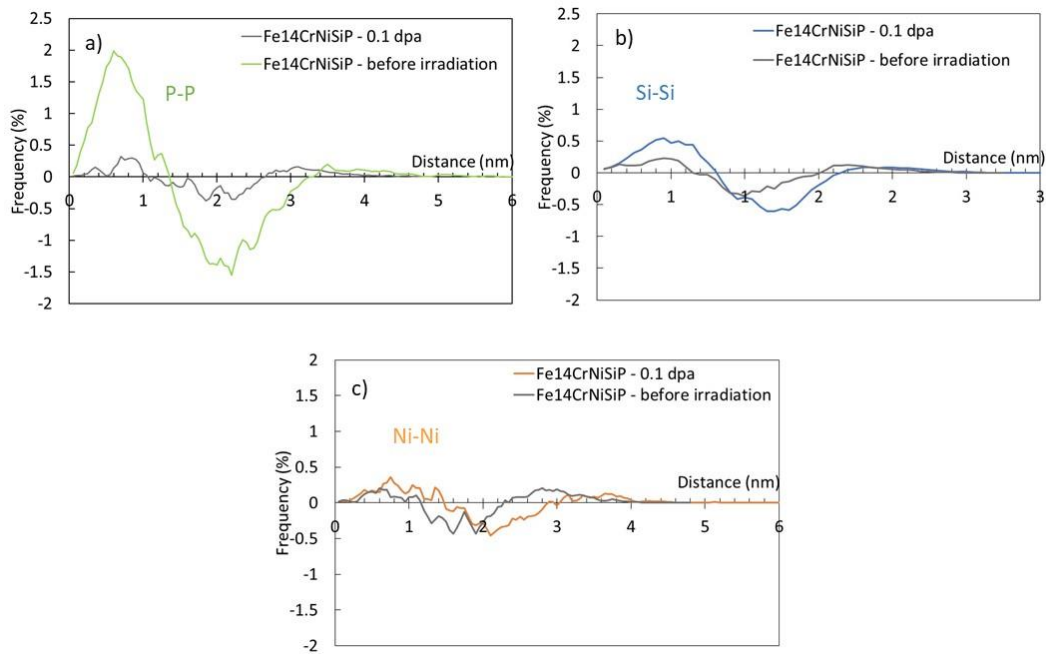 a)
Fe14CrNiSiP - 0.1 dpa
Fe14CrNiSiP - before irradiation
P-P
Distance (nm)
Frequency (%)
2.5
2
1.5
1
0.5
0
-0.5
-1
-1.5
-2
0 1 2 3 4 5 6
b)
Fe14CrNiSiP - 0.1 dpa
Fe14CrNiSiP - before irradiation
Si-Si
Distance (nm)
Frequency (%)
2.5
2
1.5
1
0.5
0
-0.5
-1
-1.5
-2
0 1 1 2 2 3 3
c)
Fe14CrNiSiP - 0.1 dpa
Fe14CrNiSiP - before irradiation
Ni-Ni
Distance (nm)
Frequency (%)
2
1.5
1
0.5
0
-0.5
-1
-1.5
-2
0 1 2 3 4 5 6